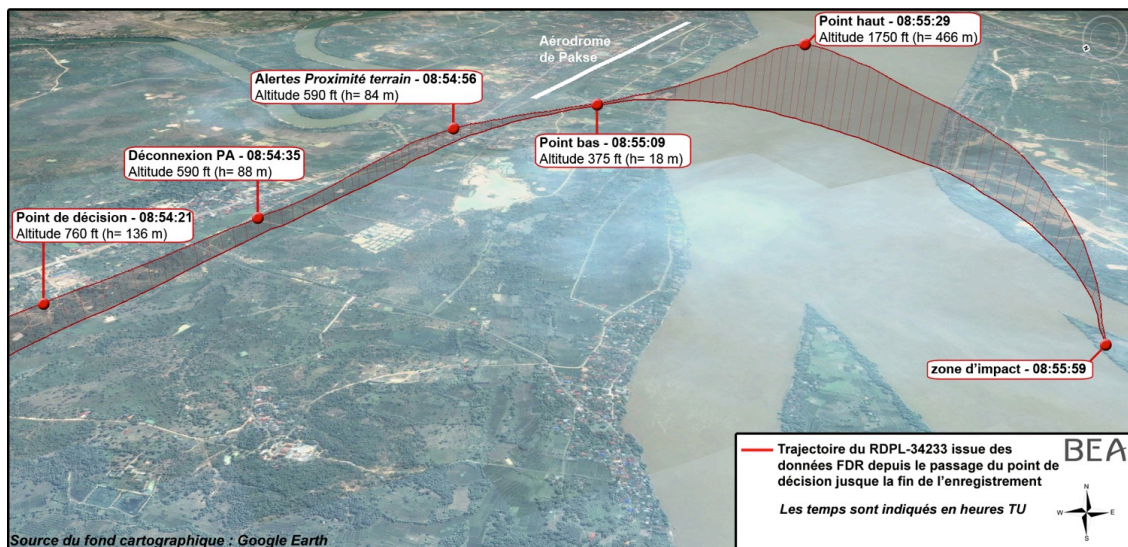 Point haut - 08:55:29
Altitude 1750 ft (h= 466 m)
Aérodrome
de Pakse
Alertes Proximité terrain - 08:54:56
Altitude 590 ft (h= 84 m)
Point bas - 08:55:09
Altitude 375 ft (h= 18 m)
Déconnexion PA - 08:54:35
Altitude 590 ft (h= 88 m)
Point de décision - 08:54:21
Altitude 760 ft (h= 136 m)
zone d'impact - 08:55:59
Trajectoire du RDPL-34233 issue des
données FDR depuis le passage du point de
décision jusque la fin de l'enregistrement
Les temps sont indiqués en heures TU
BEA
N
W E
S
Source du fond cartographique : Google Earth